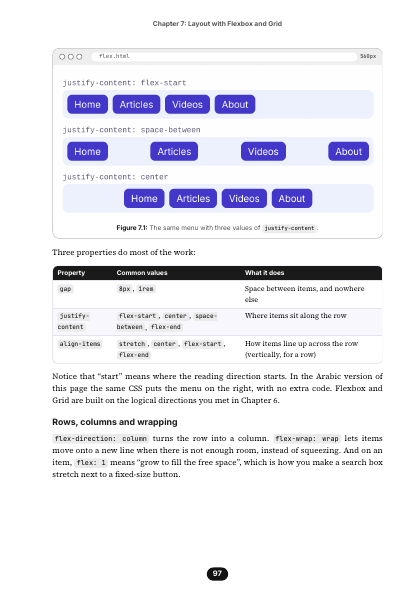 Chapter 7: Layout with Flexbox and Grid
flex.html
560px
justify-content: flex-start
Home Articles Videos About
justify-content: space-between
Home Articles Videos About
justify-content: center
Home Articles Videos About
Figure 7.1: The same menu with three values of justify-content.
Three properties do most of the work:
Property Common values What it does
gap 8px, 1rem Space between items, and nowhere
else
justify- flex-start, center, space- Where items sit along the row
content between, flex-end
align-items stretch, center, flex-start, How items line up across the row
flex-end (vertically, for a row)
Notice that “start” means where the reading direction starts. In the Arabic version of
this page the same CSS puts the menu on the right, with no extra code. Flexbox and
Grid are built on the logical directions you met in Chapter 6.
Rows, columns and wrapping
flex-direction: column turns the row into a column. flex-wrap: wrap lets items
move onto a new line when there is not enough room, instead of squeezing. And on an
item, flex: 1 means “grow to fill the free space”, which is how you make a search box
stretch next to a fixed-size button.
97